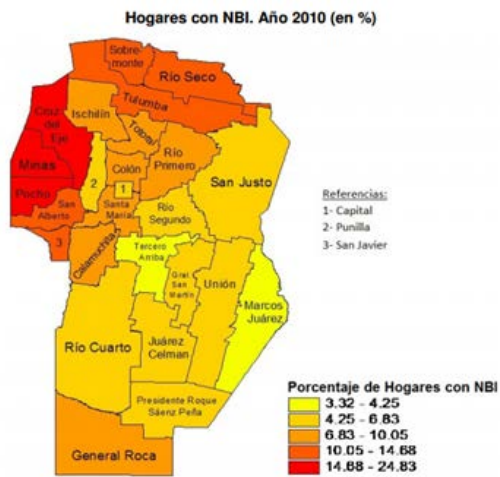 Hogares con NBI. Año 2010 (en %)
Sobre-
monte
Río Seco
Tulumba
Ischilín
Cruz
del
Eje
Totoral
Río
Primero
Minas
Colón
San Justo
2
1
Pocho
San
Alberto
Santa
María
Río
Segundo
3
Calamuchita
Tercero
Arriba
Gral
San
Martín
Unión
Marcos
Juárez
Río Cuarto
Juárez
Celman
Presidente Roque
Sáenz Peña
General Roca
Referencias:
1- Capital
2- Punilla
3- San Javier
Porcentaje de Hogares con NBI
3.32 - 4.25
4.25 - 6.83
6.83 - 10.05
10.05 - 14.68
14.68 - 24.83